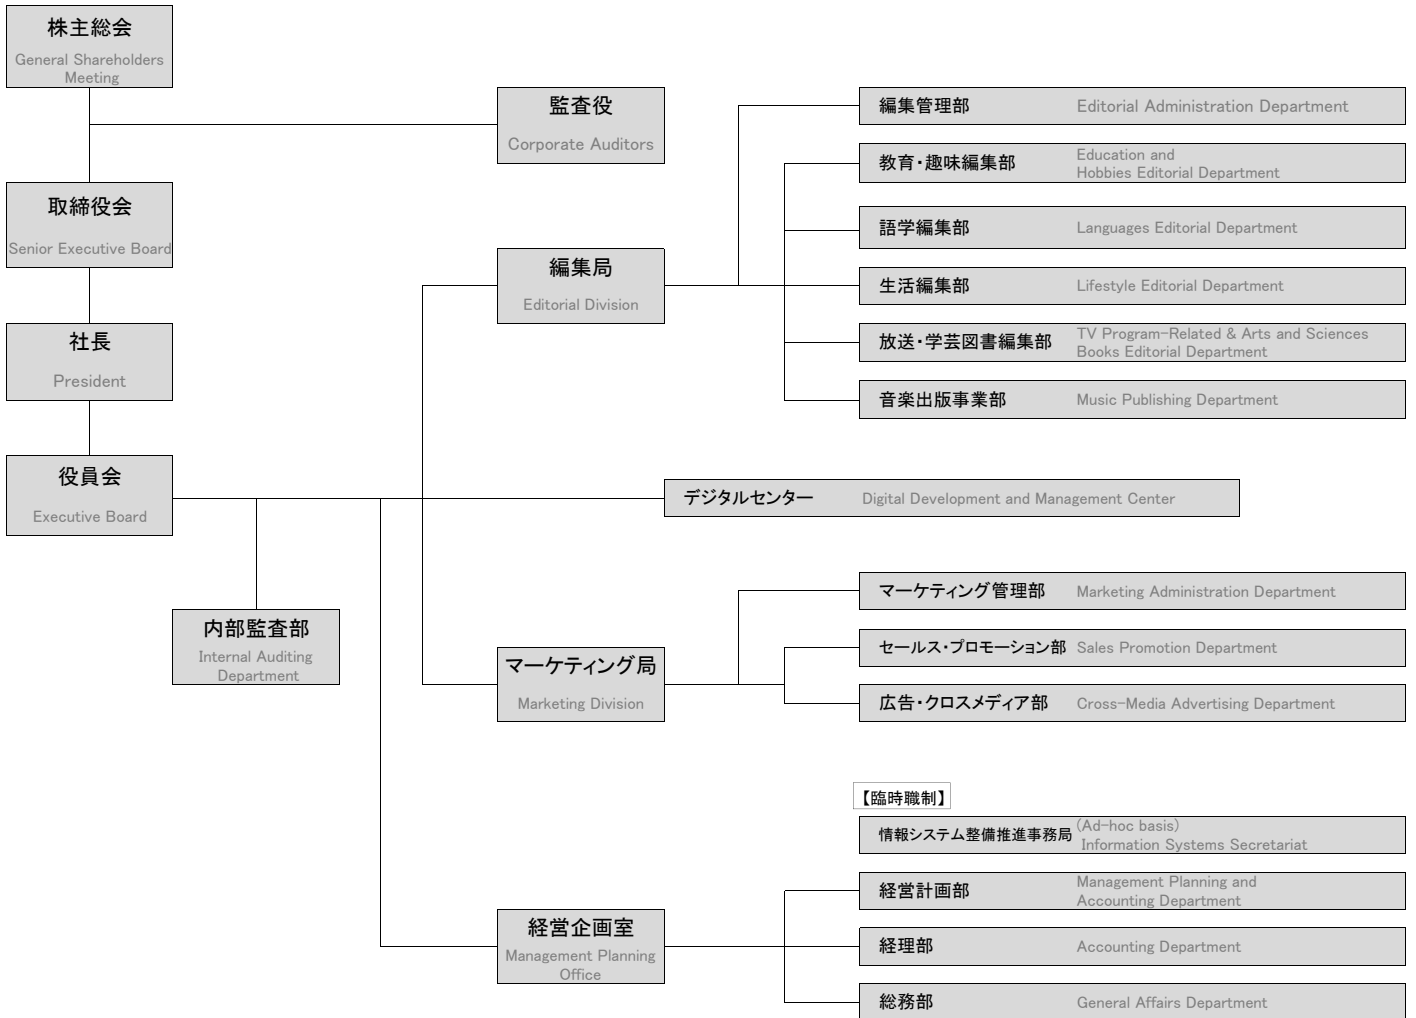 株主総会
General Shareholders
Meeting
監査役
Corporate Auditors
取締役会
Senior Executive Board
社長
President
役員会
Executive Board
内部監査部
Internal Auditing
Department
編集局
Editorial Division
編集管理部 Editorial Administration Department
教育・趣味編集部 Education and
Hobbies Editorial Department
語学編集部 Languages Editorial Department
生活編集部 Lifestyle Editorial Department
放送・学芸図書編集部 TV Program-Related & Arts and Sciences
Books Editorial Department
音楽出版事業部 Music Publishing Department
デジタルセンター Digital Development and Management Center
マーケティング局
Marketing Division
マーケティング管理部 Marketing Administration Department
セールス・プロモーション部 Sales Promotion Department
広告・クロスメディア部 Cross-Media Advertising Department
【臨時職制】
情報システム整備推進事務局 (Ad-hoc basis)
Information Systems Secretariat
経営企画室
Management Planning
Office
経営計画部 Management Planning and
Accounting Department
経理部 Accounting Department
総務部 General Affairs Department